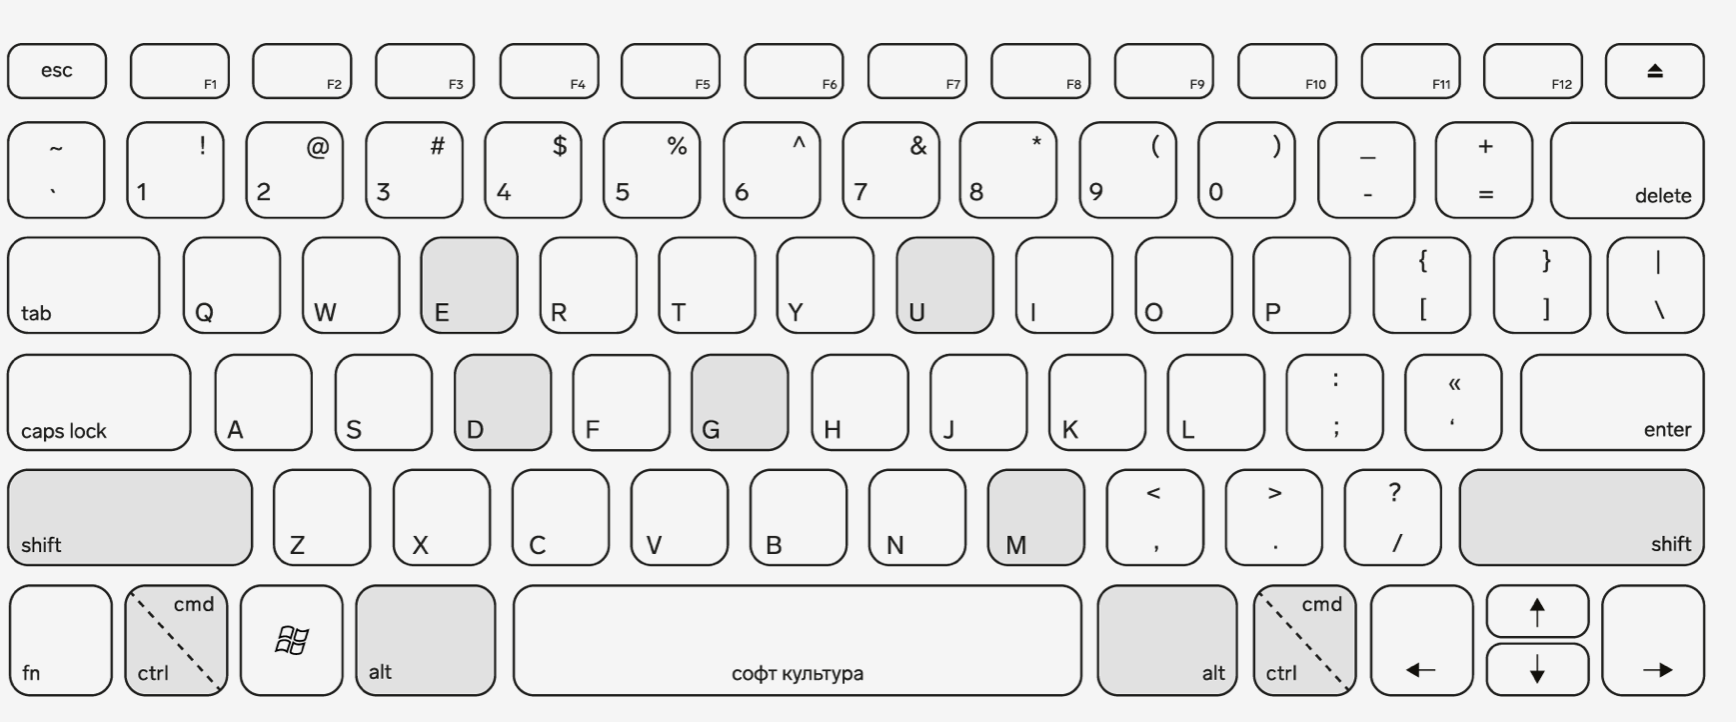 esc F1 F2 F3 F4 F5 F6 F7 F8 F9 F10 F11 F12 ⏏
~ ! @ # $ % ^ & * ( ) _ +
` 1 2 3 4 5 6 7 8 9 0 - = delete
{ } |
tab Q W E R T Y U I O P [ ] \
: «
caps lock A S D F G H J K L ; ‘ enter
< > ?
shift Z X C V B N M , . / shift
cmd cmd ↑
fn ctrl alt софт культура alt ctrl ← ↓ →